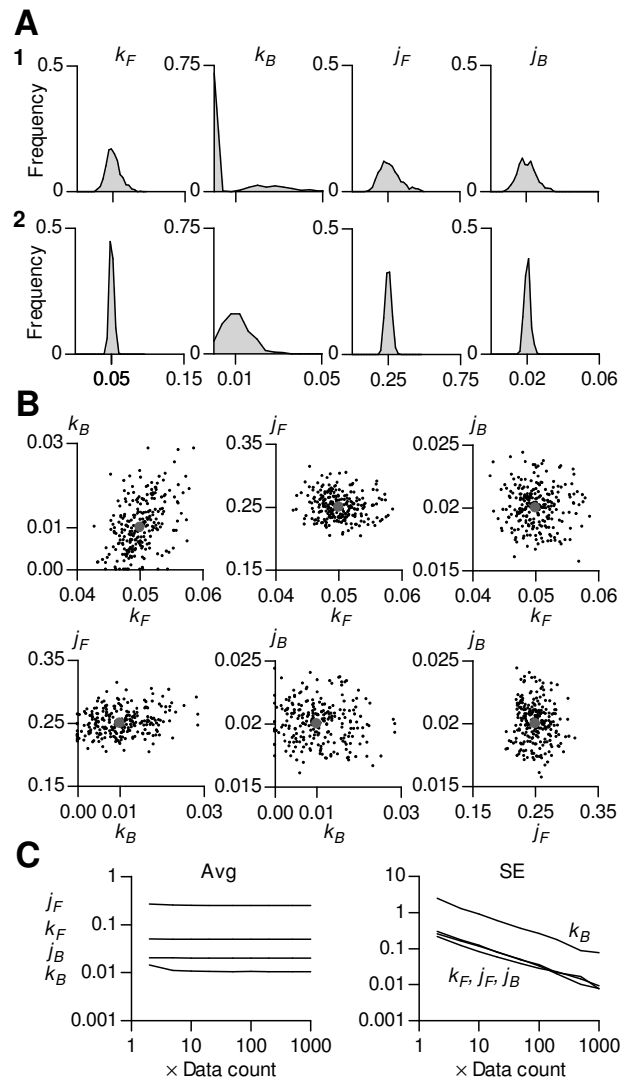 A
1 k_F k_B j_F j_B
0.5 0.75 0.5 0.5
Frequency
0 0 0 0
2
0.5 0.75 0.5 0.5
Frequency
0 0 0 0
0.05 0.15 0.01 0.05 0.25 0.75 0.02 0.06
B
k_B j_F j_B
0.03 0.35 0.025
0.01 0.25 0.020
0.00 0.15 0.015
0.04 0.05 0.06 0.04 0.05 0.06 0.04 0.05 0.06
k_F k_F k_F
j_F j_B j_B
0.35 0.025 0.025
0.25 0.020 0.020
0.15 0.015 0.015
0.00 0.01 0.03 0.00 0.01 0.03 0.15 0.25 0.35
k_B k_B j_F
C
Avg SE
1 10
j_F 0.1 1
k_F k_B
j_B 0.01 0.1
k_B k_F, j_F, j_B
0.01
0.001 0.001
1 10 100 1000 1 10 100 1000
× Data count × Data count